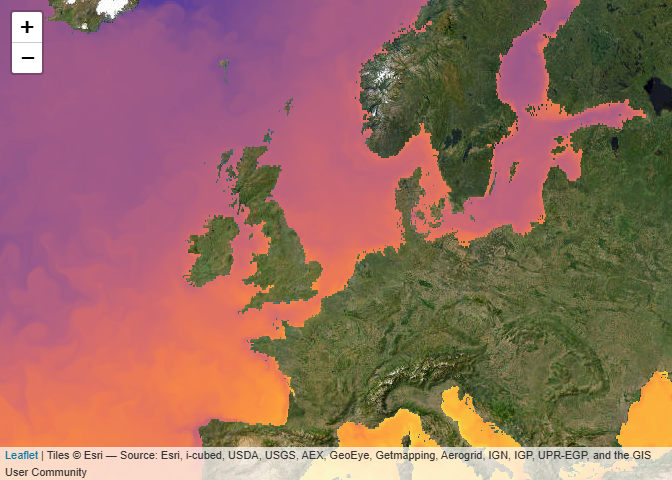 +
−
Leaflet | Tiles © Esri — Source: Esri, i-cubed, USDA, USGS, AEX, GeoEye, Getmapping, Aerogrid, IGN, IGP, UPR-EGP, and the GIS
User Community